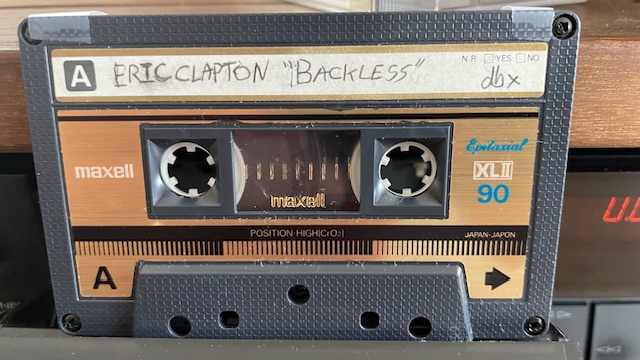 A ERIC CLAPTON "BACKLESS" N.R. YES NO
dbx
Epitaxial
maxell XLII
90
maxell
POSITION HIGH(CrO₂) JAPAN-JAPON
A